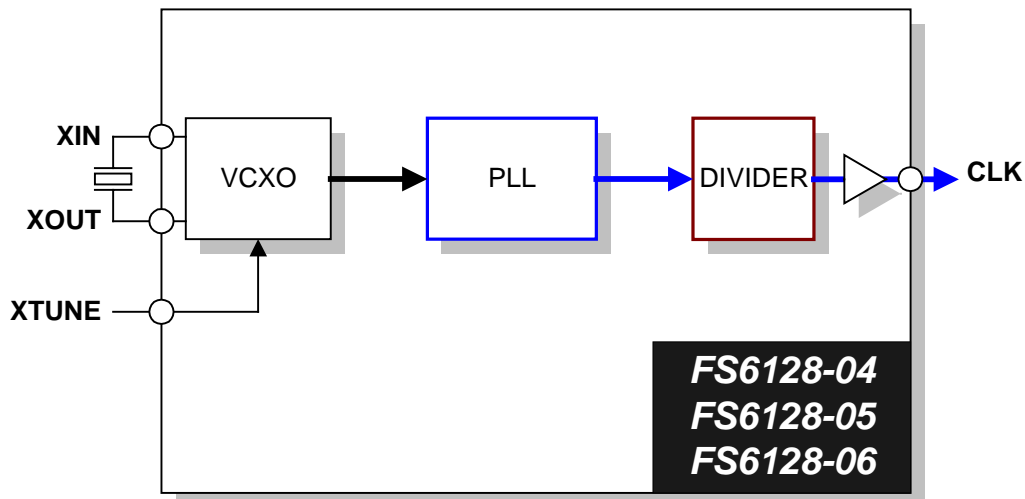 XIN
XOUT
XTUNE
VCXO
PLL
DIVIDER
CLK
FS6128-04
FS6128-05
FS6128-06